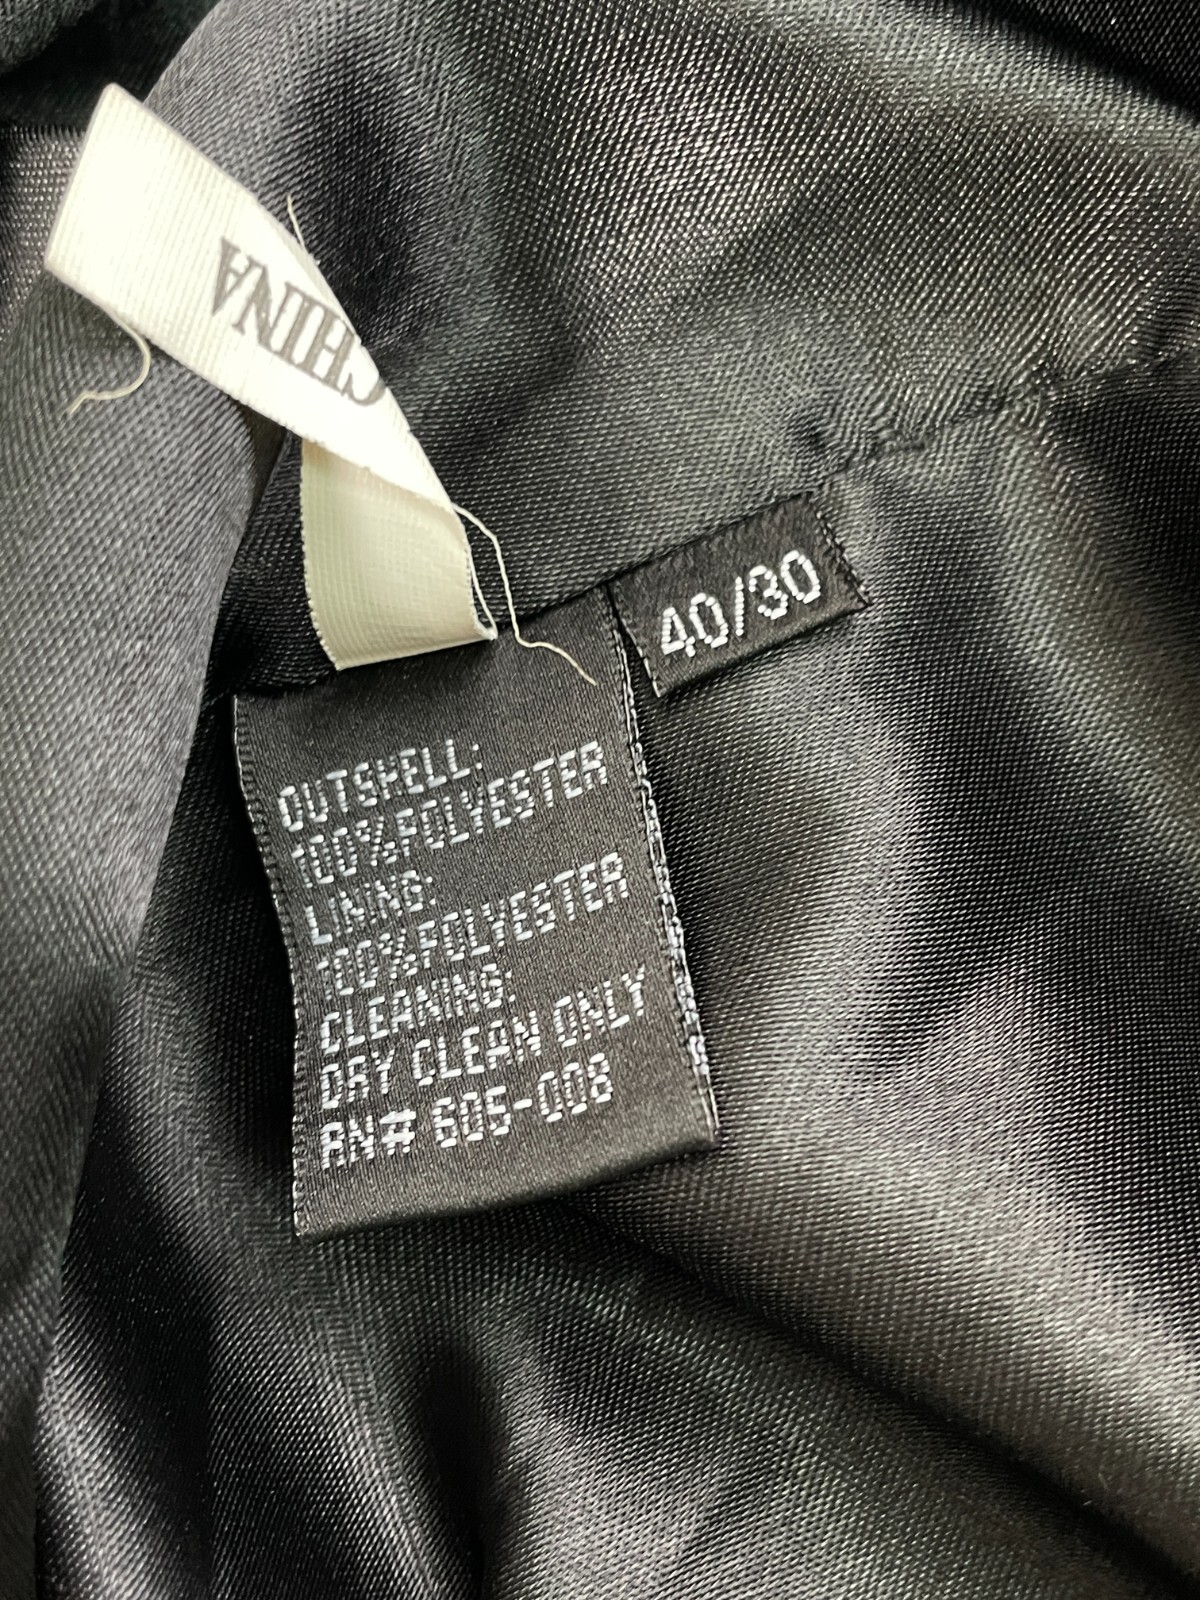 CHINA
40/30
OUTSHELL:
100%POLYESTER
LINING:
100%POLYESTER
CLEANING:
DRY CLEAN ONLY
RN# 605-008